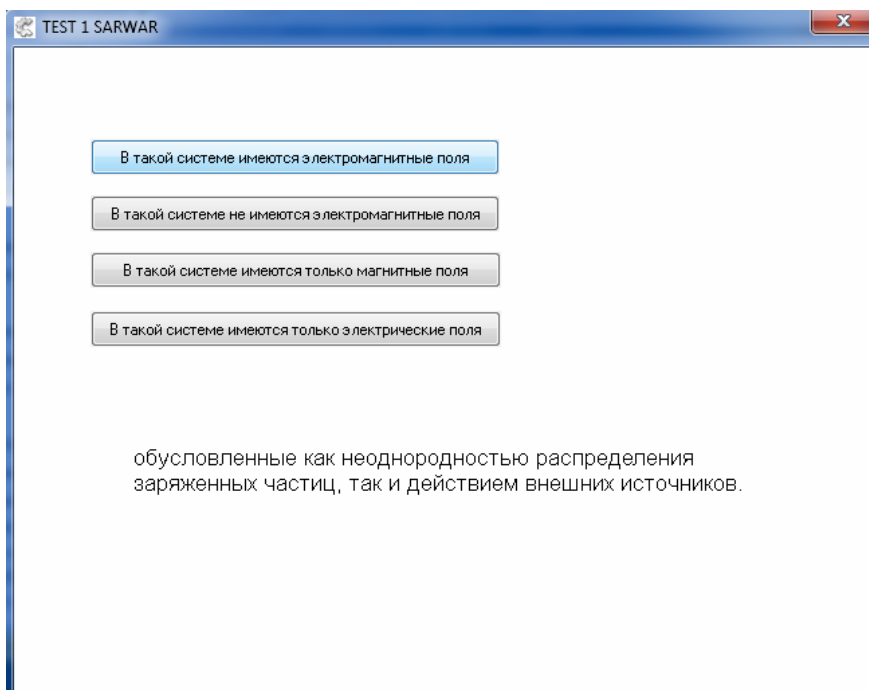 TEST 1 SARWAR
В такой системе имеются электромагнитные поля
В такой системе не имеются электромагнитные поля
В такой системе имеются только магнитные поля
В такой системе имеются только электрические поля
обусловленные как неоднородностью распределения
заряженных частиц, так и действием внешних источников.